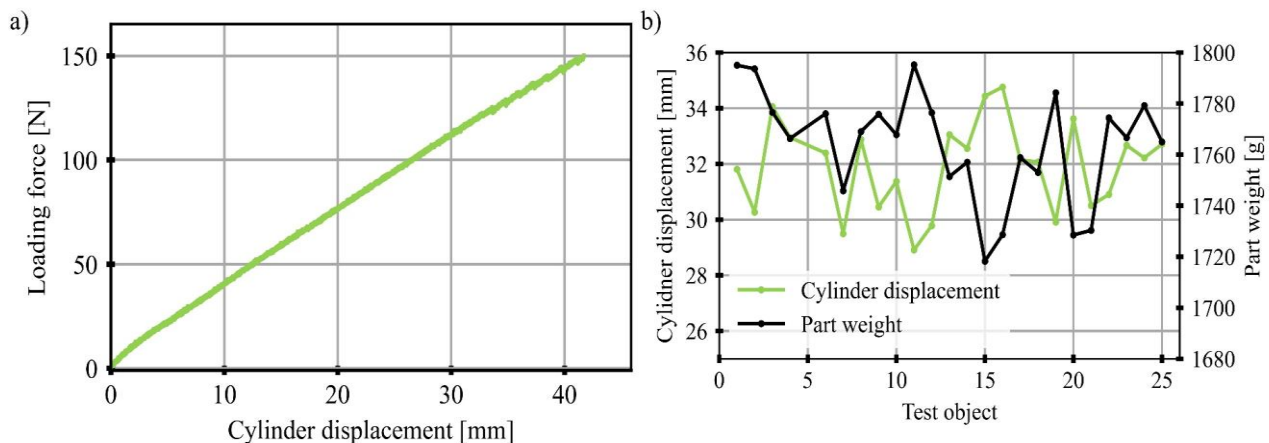 a)
Loading force [N]
150
100
50
0
0 10 20 30 40
Cylinder displacement [mm]
b)
Cylidner displacement [mm]
36
34
32
30
28
26
Part weight [g]
1800
1780
1760
1740
1720
1700
1680
Cylinder displacement
Part weight
0 5 10 15 20 25
Test object